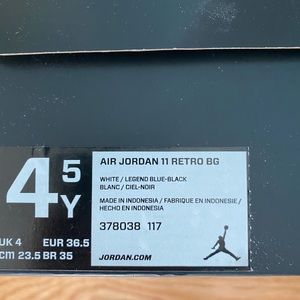 4 5
Y
AIR JORDAN 11 RETRO BG
WHITE / LEGEND BLUE-BLACK
BLANC / CIEL-NOIR
MADE IN INDONESIA / FABRIQUE EN INDONESIE /
HECHO EN INDONESIA
378038 117
UK 4 EUR 36.5
cm 23.5 BR 35
JORDAN.COM